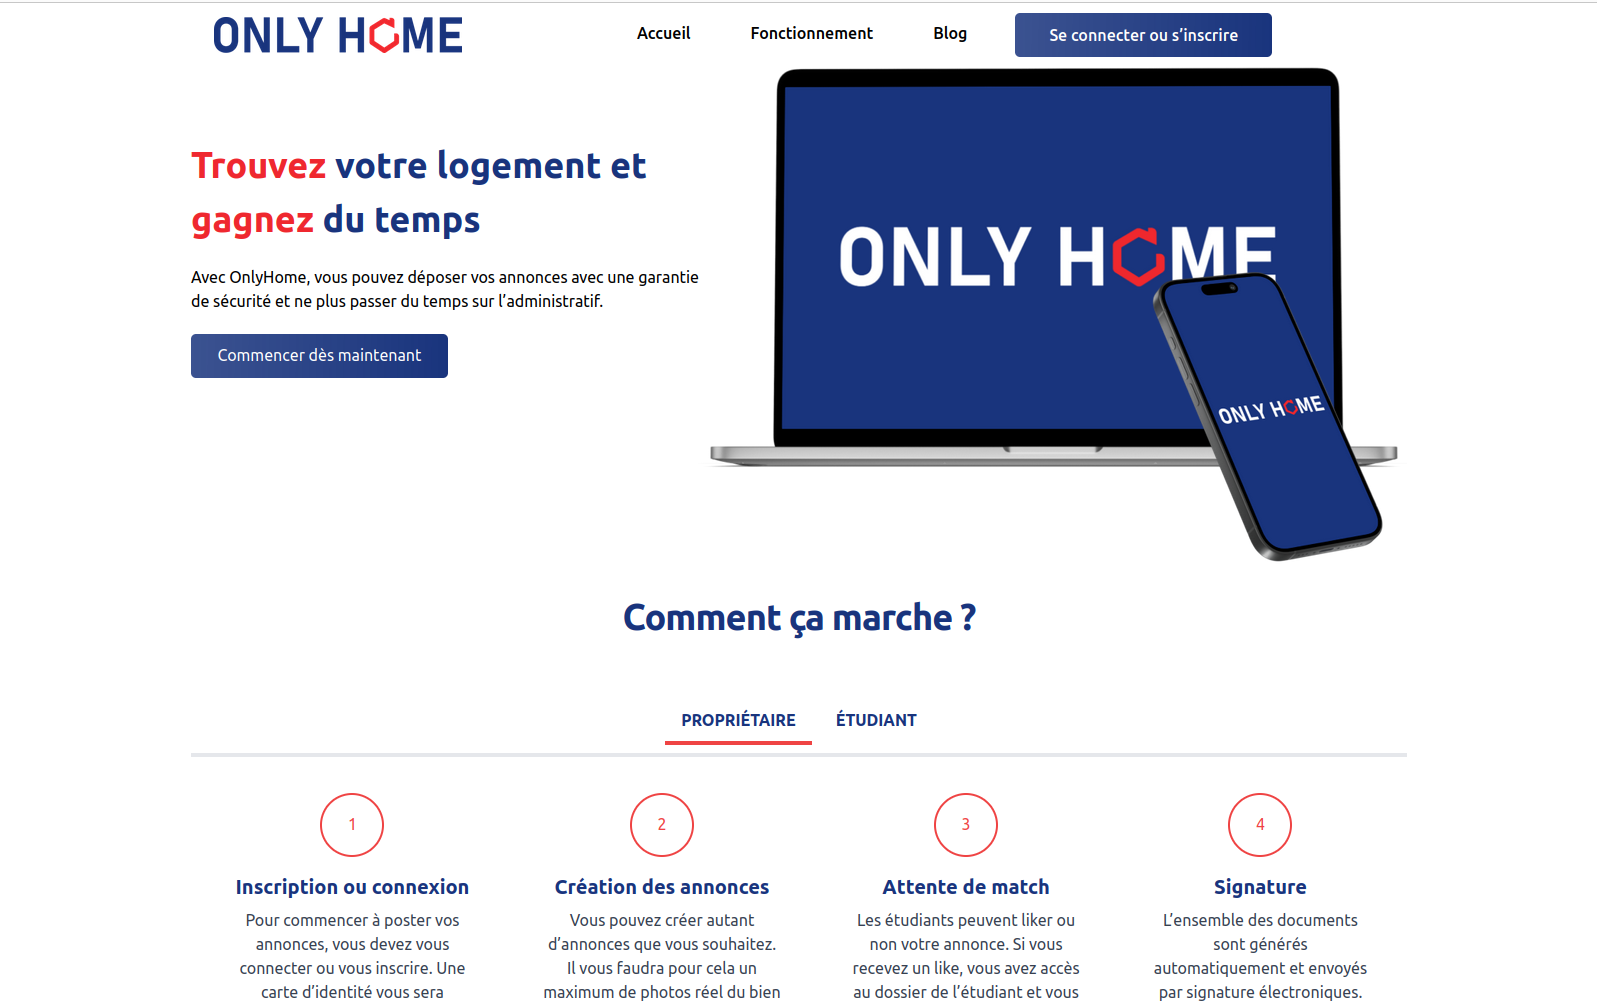 ONLY HOME
Accueil
Fonctionnement
Blog
Se connecter ou s’inscrire
Trouvez votre logement et
gagnez du temps
Avec OnlyHome, vous pouvez déposer vos annonces avec une garantie
de sécurité et ne plus passer du temps sur l’administratif.
Commencer dès maintenant
ONLY HOME
ONLY HOME
Comment ça marche ?
PROPRIÉTAIRE
ÉTUDIANT
1
Inscription ou connexion
Pour commencer à poster vos
annonces, vous devez vous
connecter ou vous inscrire. Une
carte d’identité vous sera
2
Création des annonces
Vous pouvez créer autant
d’annonces que vous souhaitez.
Il vous faudra pour cela un
maximum de photos réel du bien
3
Attente de match
Les étudiants peuvent liker ou
non votre annonce. Si vous
recevez un like, vous avez accès
au dossier de l’étudiant et vous
4
Signature
L’ensemble des documents
sont générés
automatiquement et envoyés
par signature électroniques.